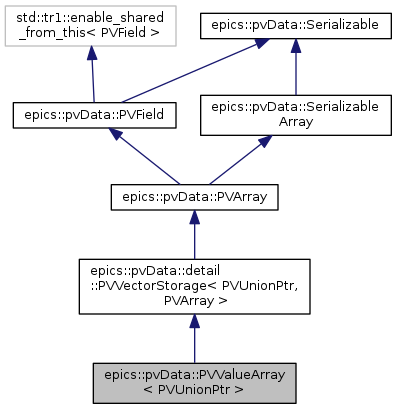 std::tr1::enable_shared
_from_this< PVField >
epics::pvData::Serializable
epics::pvData::PVField
epics::pvData::Serializable
Array
epics::pvData::PVArray
epics::pvData::detail
::PVVectorStorage< PVUnionPtr,
PVArray >
epics::pvData::PVValueArray
< PVUnionPtr >